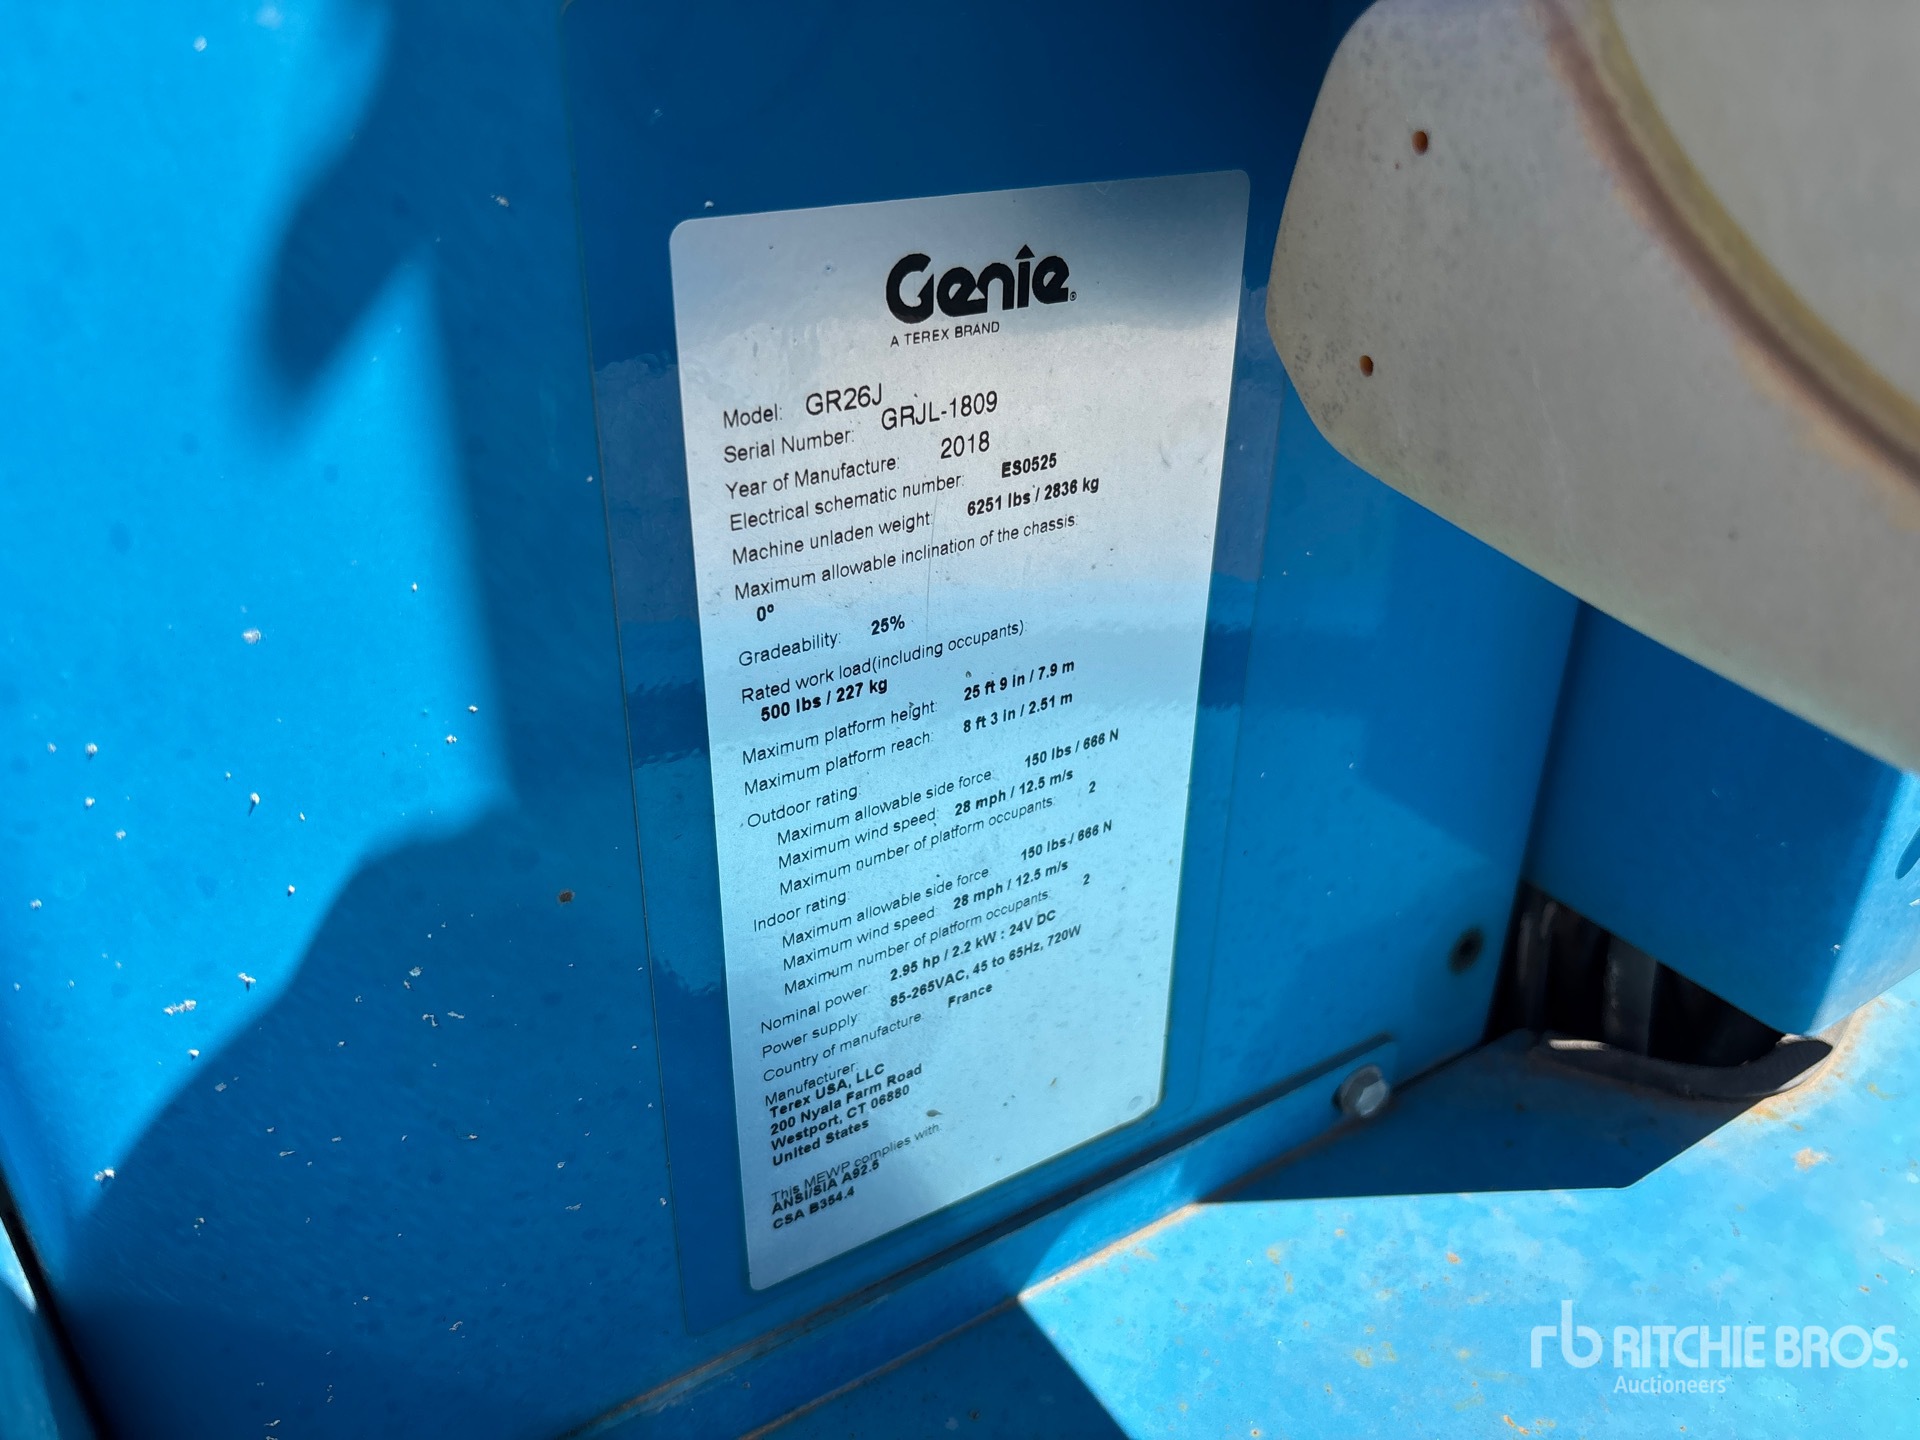 Genie®
A TEREX BRAND
Model: GR26J
Serial Number: GRJL-1809
Year of Manufacture: 2018
Electrical schematic number: ES0525
Machine unladen weight: 6251 lbs / 2836 kg
Maximum allowable inclination of the chassis:
0º
Gradeability: 25%
Rated work load(including occupants):
500 lbs / 227 kg
Maximum platform height: 25 ft 9 in / 7.9 m
Maximum platform reach: 8 ft 3 in / 2.51 m
Outdoor rating:
Maximum allowable side force: 150 lbs / 666 N
Maximum wind speed: 28 mph / 12.5 m/s
Maximum number of platform occupants: 2
Indoor rating:
Maximum allowable side force: 150 lbs / 666 N
Maximum wind speed: 28 mph / 12.5 m/s
Maximum number of platform occupants: 2
Nominal power: 2.95 hp / 2.2 kW : 24V DC
Power supply: 85-265VAC, 45 to 65Hz, 720W
Country of manufacture: France
Manufacturer:
Terex USA, LLC
200 Nyala Farm Road
Westport, CT 06880
United States
This MEWP complies with:
ANSI/SIA A92.5
CSA B354.4
rb RITCHIE BROS.
Auctioneers